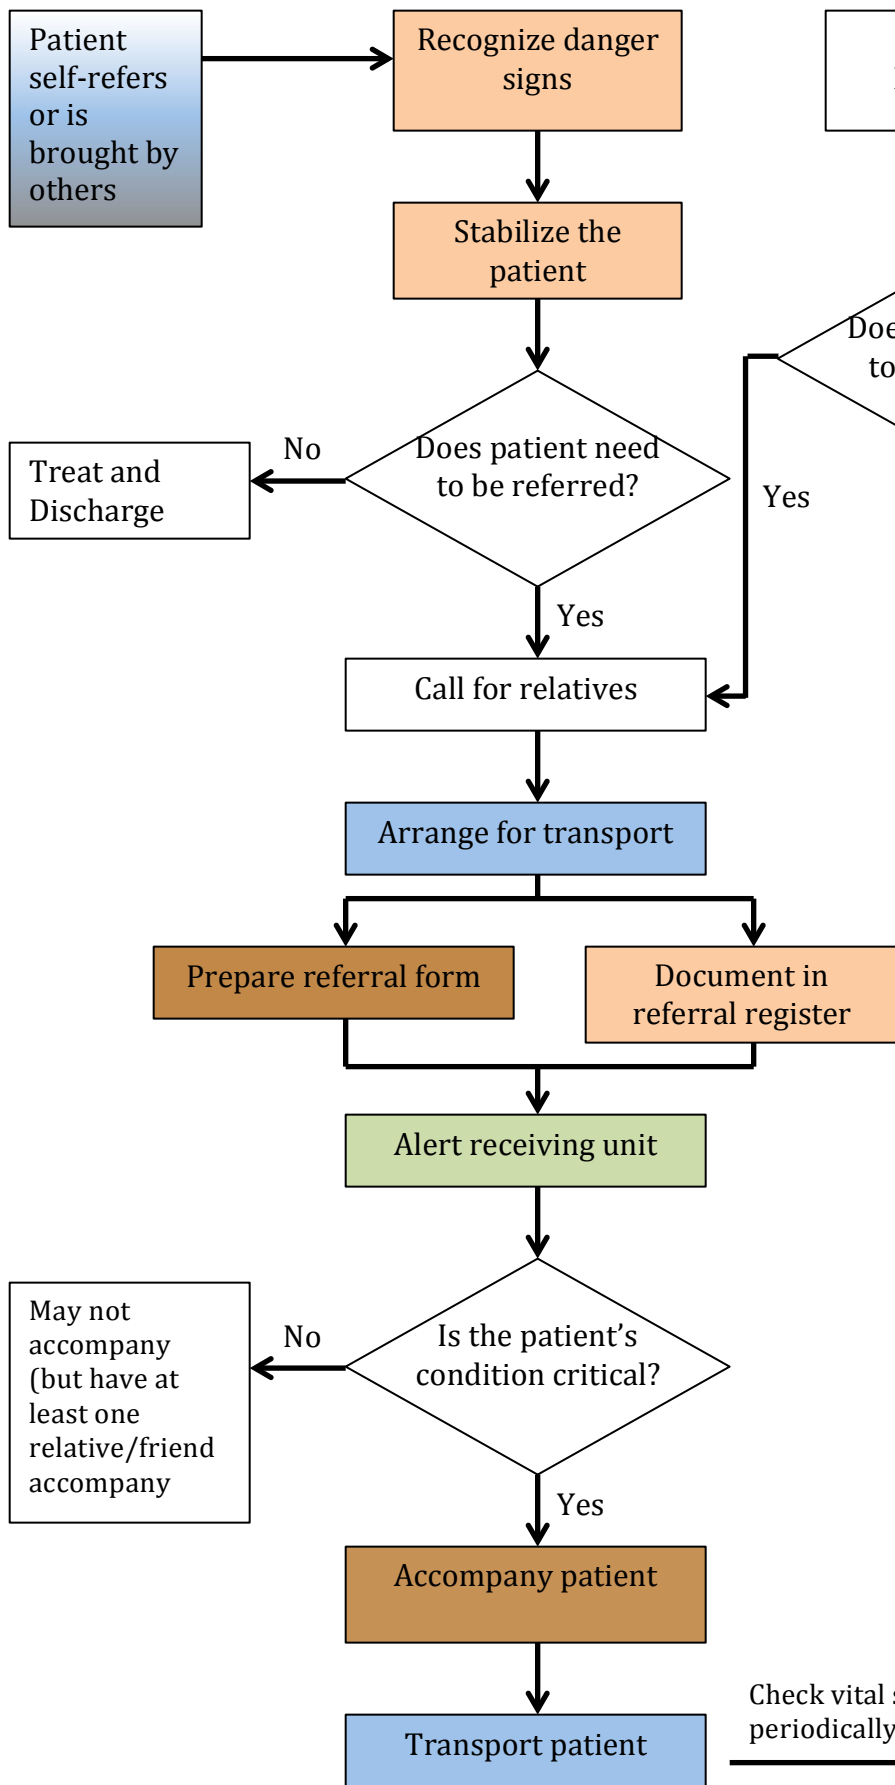 Patient
self-refers
or is
brought by
others
Recognize danger
signs
Stabilize the
patient
Does patient need
to be referred?
No
Treat and
Discharge
to
Yes
Yes
Call for relatives
Arrange for transport
Prepare referral form
Document in
referral register
Alert receiving unit
Is the patient’s
condition critical?
No
May not
accompany
(but have at
least one
relative/friend
accompany
Yes
Accompany patient
Transport patient
Check vital
periodically